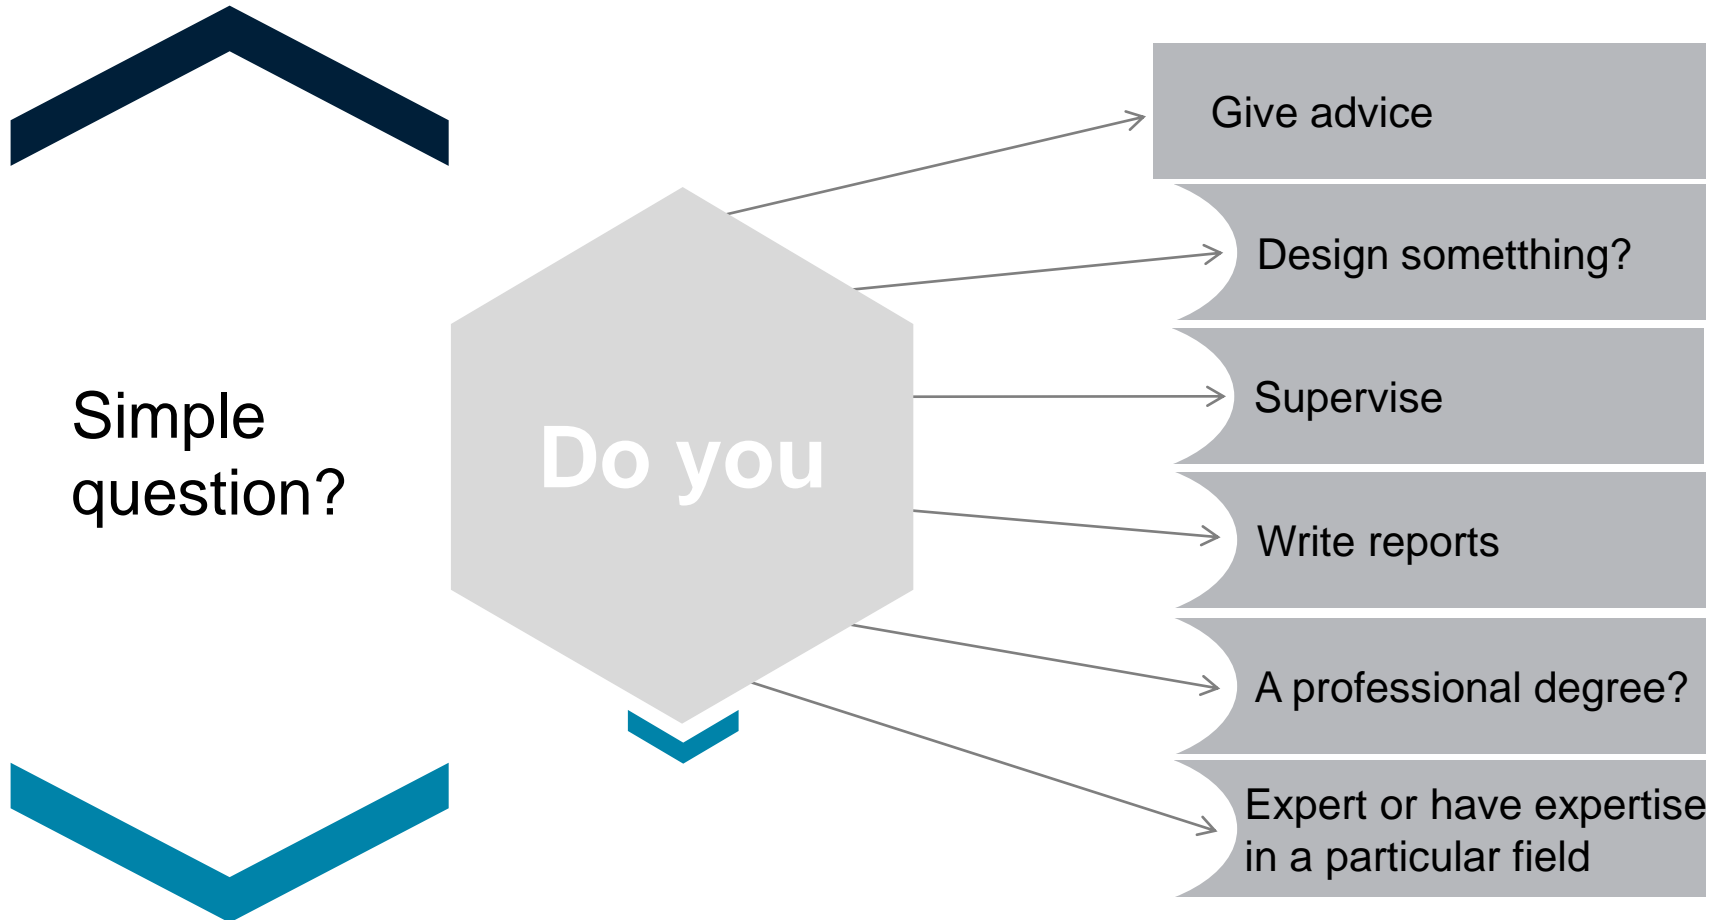 Simple
question?
Do you
Give advice
Design sometthing?
Supervise
Write reports
A professional degree?
Expert or have expertise
in a particular field